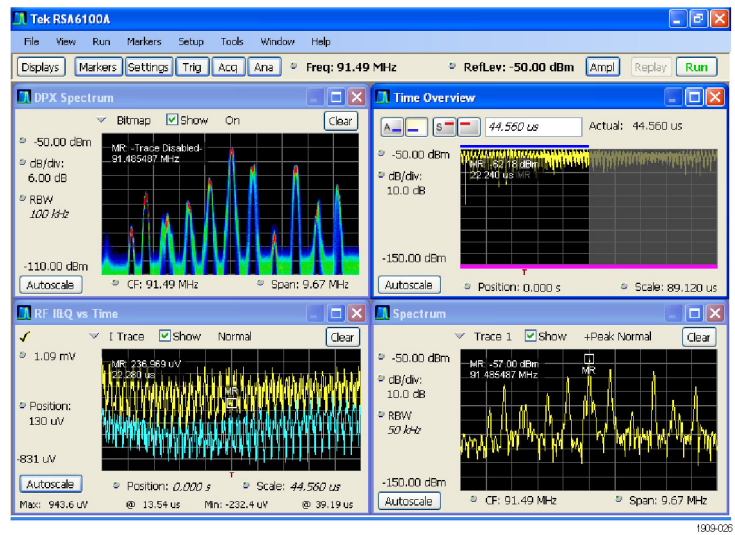 Tek RSA6100A
File View Run Markers Setup Tools Window Help
Displays Markers Settings Trig Acq Ana Freq: 91.49 MHz RefLev: -50.00 dBm Ampl Replay Run
DPX Spectrum
Bitmap Show On Clear
-50.00 dBm
dB/div:
6.00 dB
RBW
100 kHz
-110.00 dBm
MR: -Trace Disabled-
91.485487 MHz
Autoscale CF: 91.49 MHz Span: 9.67 MHz
Time Overview
A S 44.560 us Actual: 44.560 us
-50.00 dBm
dB/div:
10.0 dB
-150.00 dBm
MR: -62.18 dBm
22.240 us MR
T
Autoscale Position: 0.000 s Scale: 89.120 us
RF I&Q vs Time
I Trace Show Normal Clear
1.09 mV
Position:
130 uV
-831 uV
MR: 236.969 uV
22.280 us
MR
T
Autoscale Position: 0.000 s Scale: 44.560 us
Max: 943.6 uV @ 13.54 us Min: -232.4 uV @ 39.19 us
Spectrum
Trace 1 Show +Peak Normal Clear
-50.00 dBm
dB/div:
10.0 dB
RBW
50 kHz
-150.00 dBm
MR: -57.00 dBm
91.485487 MHz
MR
Autoscale CF: 91.49 MHz Span: 9.67 MHz
1909-026